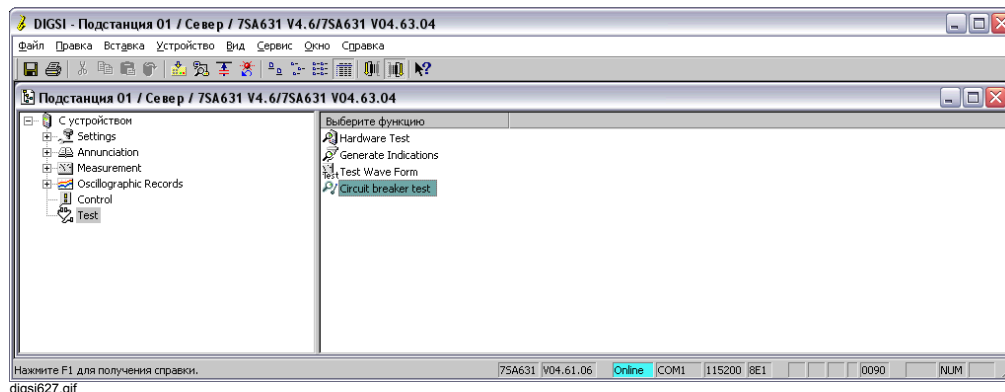 DIGSI - Подстанция 01 / Север / 7SA631 V4.6/7SA631 V04.63.04
Файл Правка Вставка Устройство Вид Сервис Окно Справка
Подстанция 01 / Север / 7SA631 V4.6/7SA631 V04.63.04
С устройством
Settings
Annunciation
Measurement
Oscillographic Records
Control
Test
Выберите функцию
Hardware Test
Generate Indications
Test Wave Form
Circuit breaker test
Нажмите F1 для получения справки. 7SA631 V04.61.06 Online COM1 115200 8E1 0090 NUM
digsi627.gif